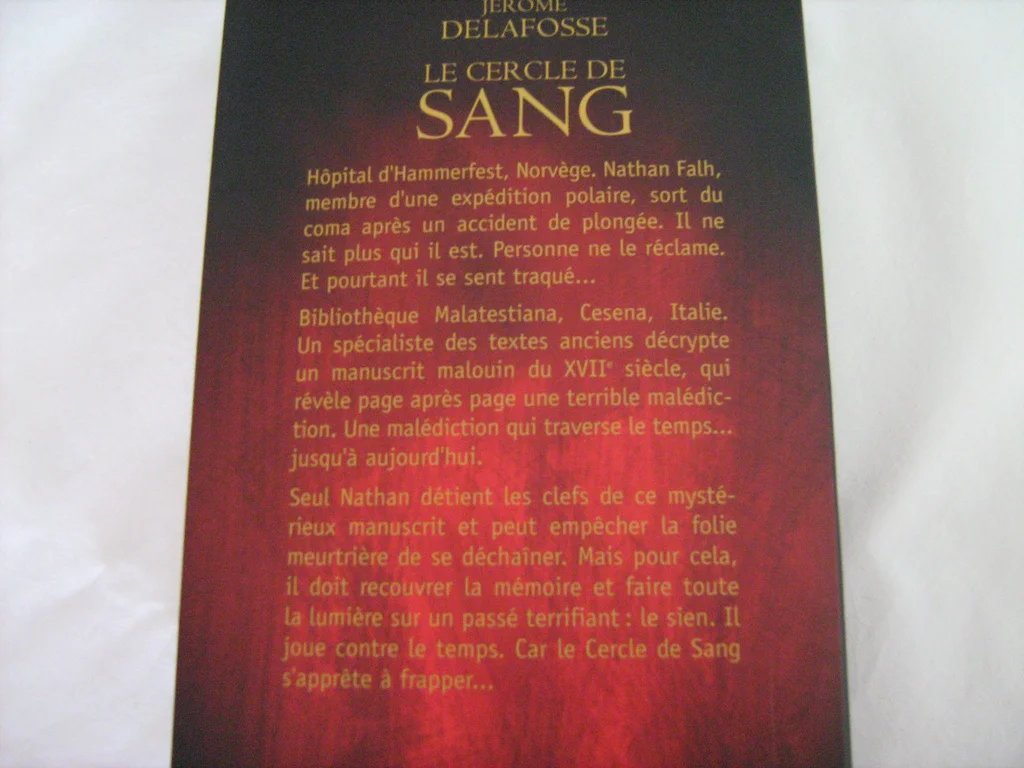 JÉRÔME
DELAFOSSE
LE CERCLE DE
SANG
Hôpital d'Hammerfest, Norvège. Nathan Falh,
membre d'une expédition polaire, sort du
coma après un accident de plongée. Il ne
sait plus qui il est. Personne ne le réclame.
Et pourtant il se sent traqué...
Bibliothèque Malatestiana, Cesena, Italie.
Un spécialiste des textes anciens décrypte
un manuscrit malouin du XVIIe siècle, qui
révèle page après page une terrible malédic-
tion. Une malédiction qui traverse le temps...
jusqu'à aujourd'hui.
Seul Nathan détient les clefs de ce mysté-
rieux manuscrit et peut empêcher la folie
meurtrière de se déchaîner. Mais pour cela,
il doit recouvrer la mémoire et faire toute
la lumière sur un passé terrifiant : le sien. Il
joue contre le temps. Car le Cercle de Sang
s'apprête à frapper...